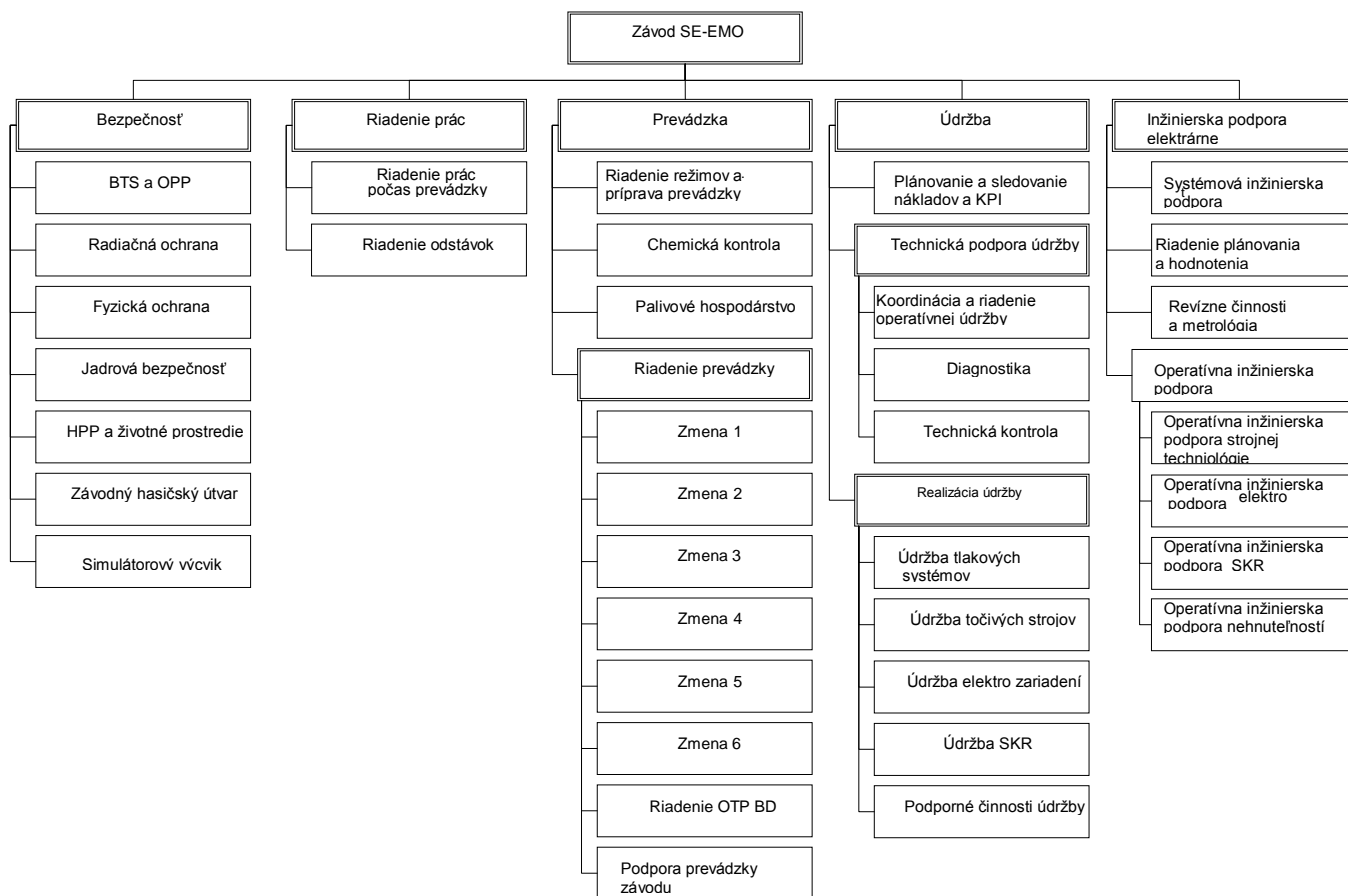 Závod SE-EMO
Bezpečnosť
BTS a OPP
Radiačná ochrana
Fyzická ochrana
Jadrová bezpečnosť
HPP a životné prostredie
Závodný hasičský útvar
Simulátorový výcvik
Riadenie prác
Riadenie prác
počas prevádzky
Riadenie odstávok
Prevádzka
Riadenie režimov a
príprava prevádzky
Chemická kontrola
Palivové hospodárstvo
Riadenie prevádzky
Zmena 1
Zmena 2
Zmena 3
Zmena 4
Zmena 5
Zmena 6
Riadenie OTP BD
Podpora prevádzky
závodu
Údržba
Plánovanie a sledovanie
nákladov a KPI
Technická podpora údržby
Koordinácia a riadenie
operatívnej údržby
Diagnostika
Technická kontrola
Realizácia údržby
Údržba tlakových
systémov
Údržba točivých strojov
Údržba elektro zariadení
Údržba SKR
Podporné činnosti údržby
Inžinierska podpora
elektrárne
Systémová inžinierska
podpora
Riadenie plánovania
a hodnotenia
Revízne činnosti
a metrológia
Operatívna inžinierska
podpora
Operatívna inžinierska
podpora strojnej
techniológie
Operatívna inžinierska
podpora elektro
Operatívna inžinierska
podpora SKR
Operatívna inžinierska
podpora nehnuteľností